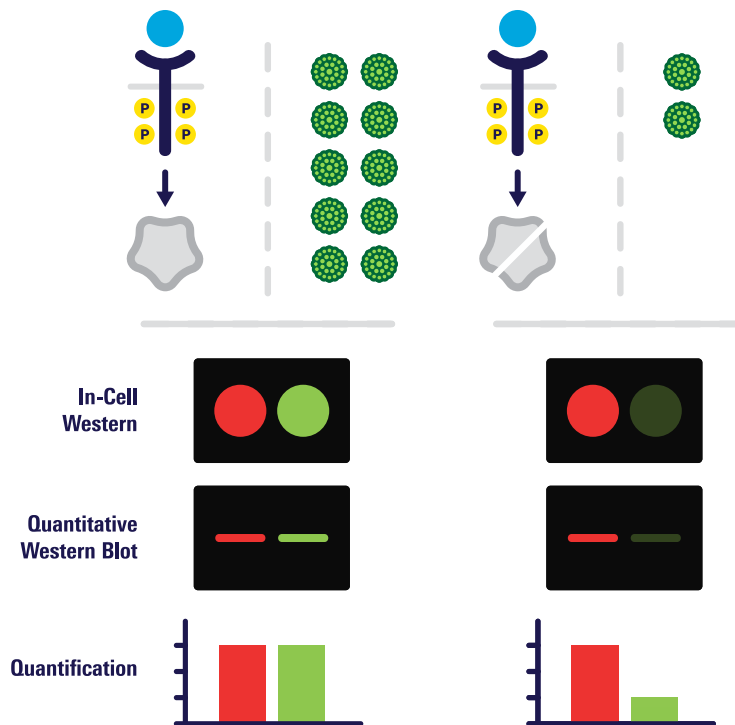 P P P P
P P P P
In-Cell
Western
Quantitative
Western Blot
Quantification